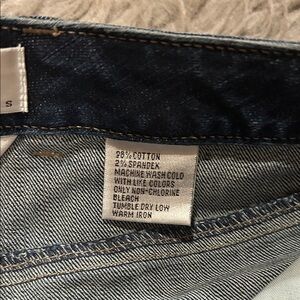 S
98% COTTON
2% SPANDEX
MACHINE WASH COLD
WITH LIKE COLORS
ONLY NON-CHLORINE
BLEACH
TUMBLE DRY LOW
WARM IRON